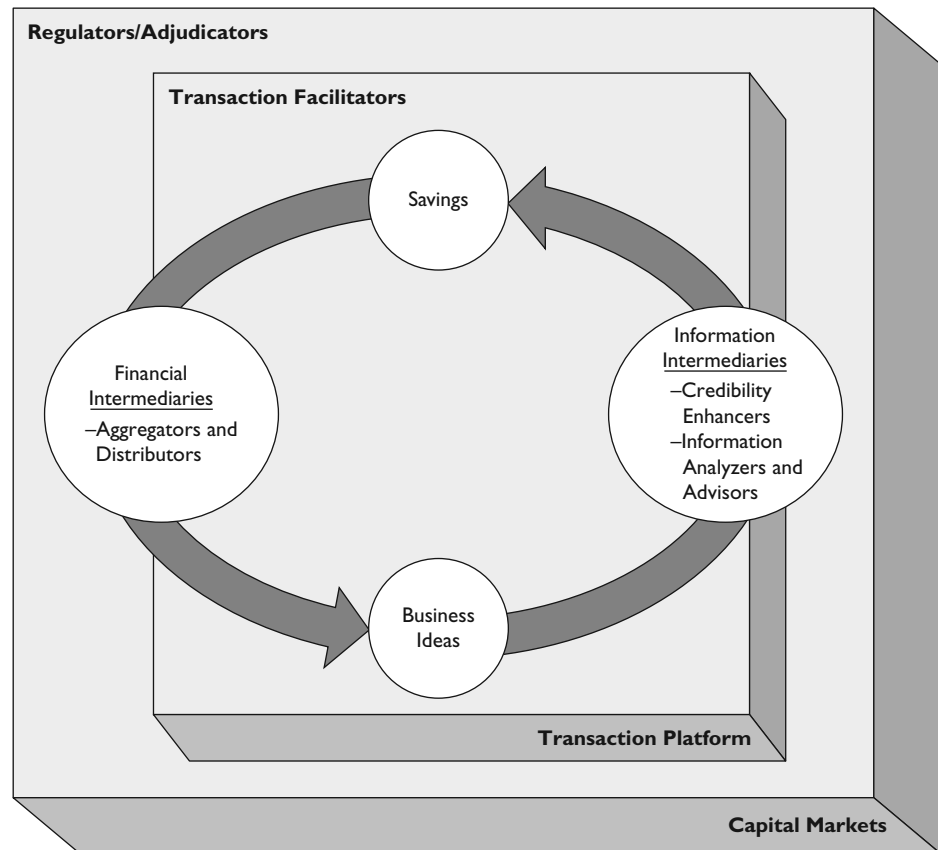 Regulators/Adjudicators
Transaction Facilitators
Savings
Financial
Intermediaries
–Aggregators and
Distributors
Information
Intermediaries
–Credibility
Enhancers
–Information
Analyzers and
Advisors
Business
Ideas
Transaction Platform
Capital Markets